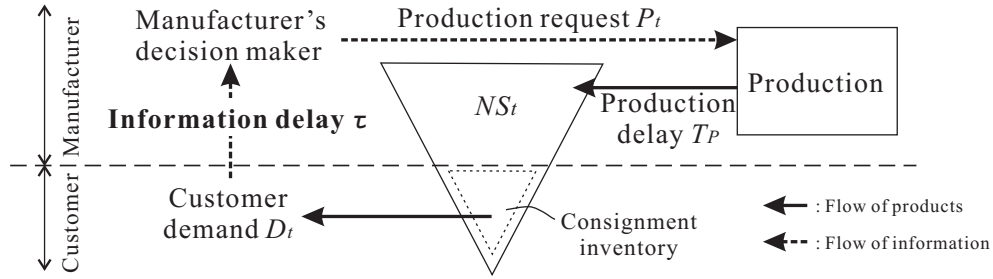 Manufacturer
Manufacturer's
decision maker
Production request Pt
Production
NSt
Production
delay TP
Information delay τ
Customer
Customer
demand Dt
Consignment
inventory
: Flow of products
: Flow of information